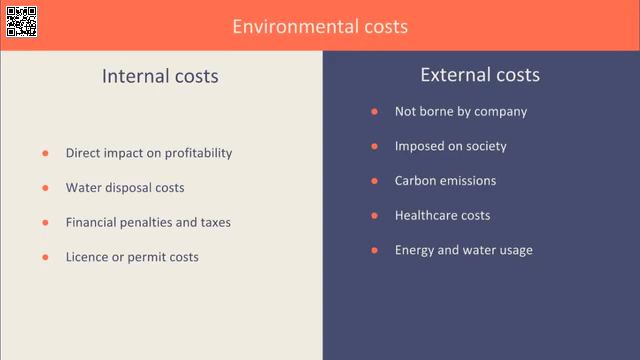 Environmental costs
Internal costs
• Direct impact on profitability
• Water disposal costs
• Financial penalties and taxes
• Licence or permit costs
External costs
• Not borne by company
• Imposed on society
• Carbon emissions
• Healthcare costs
• Energy and water usage